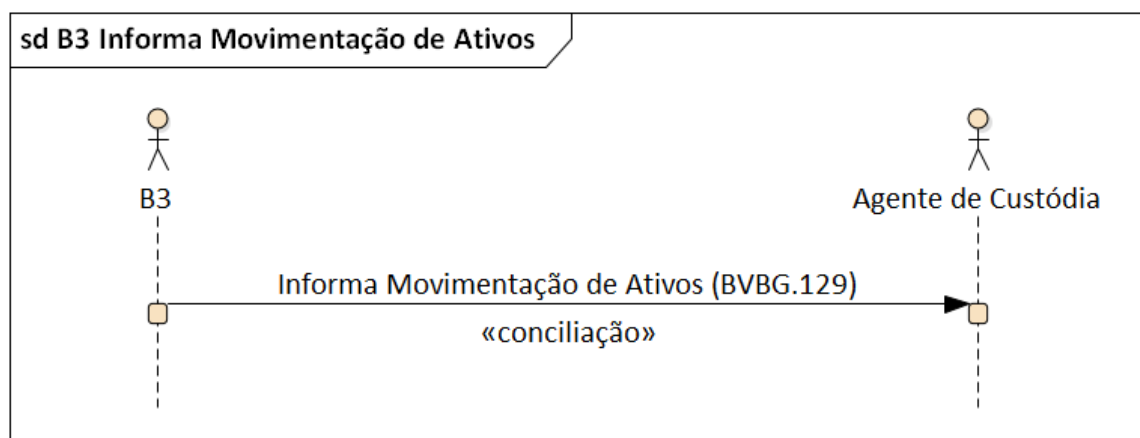 sd B3 Informa Movimentação de Ativos
B3
Agente de Custódia
Informa Movimentação de Ativos (BVBG.129)
«conciliação»